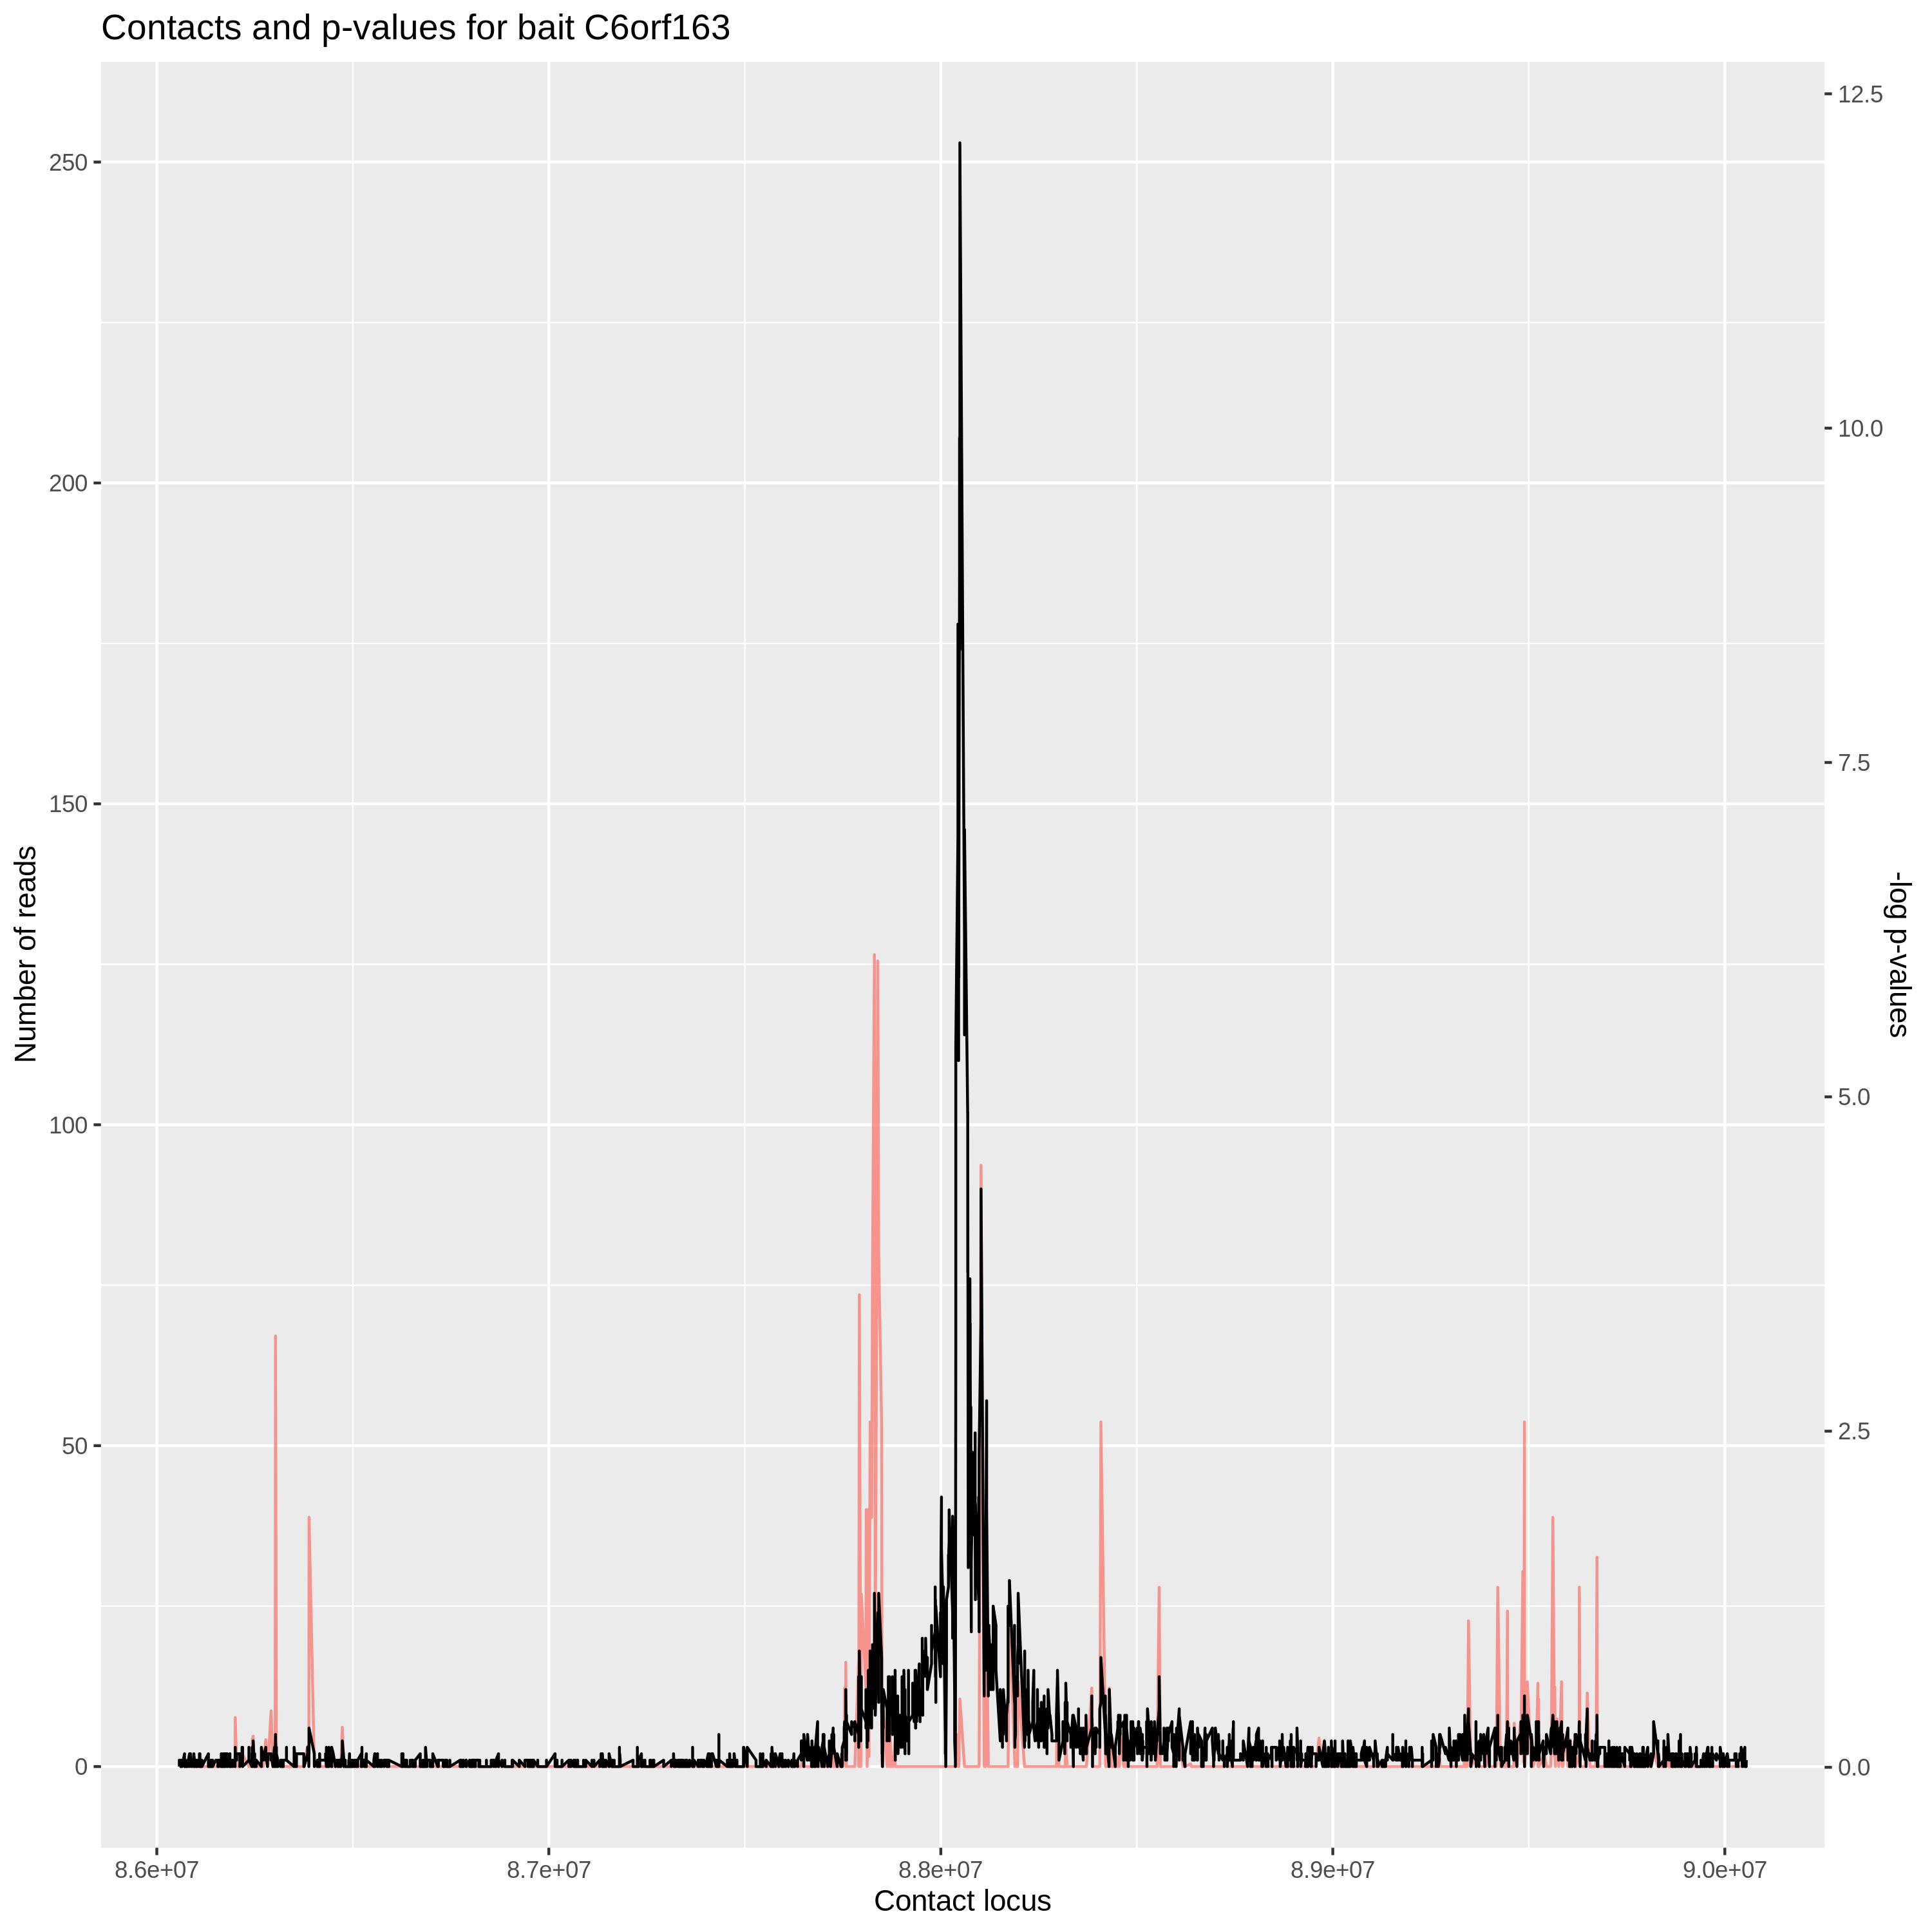 Contacts and p-values for bait C6orf163
Number of reads
250
200
150
100
50
0
12.5
10.0
7.5
5.0
2.5
0.0
-log p-values
8.6e+07 8.7e+07 8.8e+07 8.9e+07 9.0e+07
Contact locus